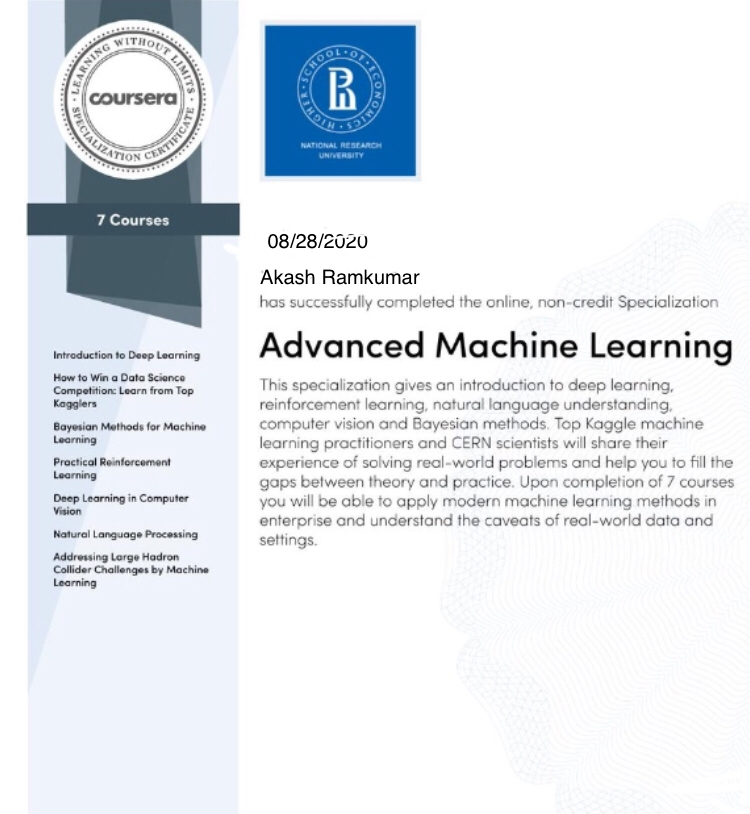 LEARNING WITHOUT LIMITS
coursera
SPECIALIZATION CERTIFICATE
7 Courses
Introduction to Deep Learning
How to Win a Data Science
Competition: Learn from Top
Kagglers
Bayesian Methods for Machine
Learning
Practical Reinforcement
Learning
Deep Learning in Computer
Vision
Natural Language Processing
Addressing Large Hadron
Collider Challenges by Machine
Learning
HIGHER · SCHOOL · OF · ECONOMICS
NATIONAL RESEARCH
UNIVERSITY
08/28/2020
Akash Ramkumar
has successfully completed the online, non-credit Specialization
Advanced Machine Learning
This specialization gives an introduction to deep learning,
reinforcement learning, natural language understanding,
computer vision and Bayesian methods. Top Kaggle machine
learning practitioners and CERN scientists will share their
experience of solving real-world problems and help you to fill the
gaps between theory and practice. Upon completion of 7 courses
you will be able to apply modern machine learning methods in
enterprise and understand the caveats of real-world data and
settings.